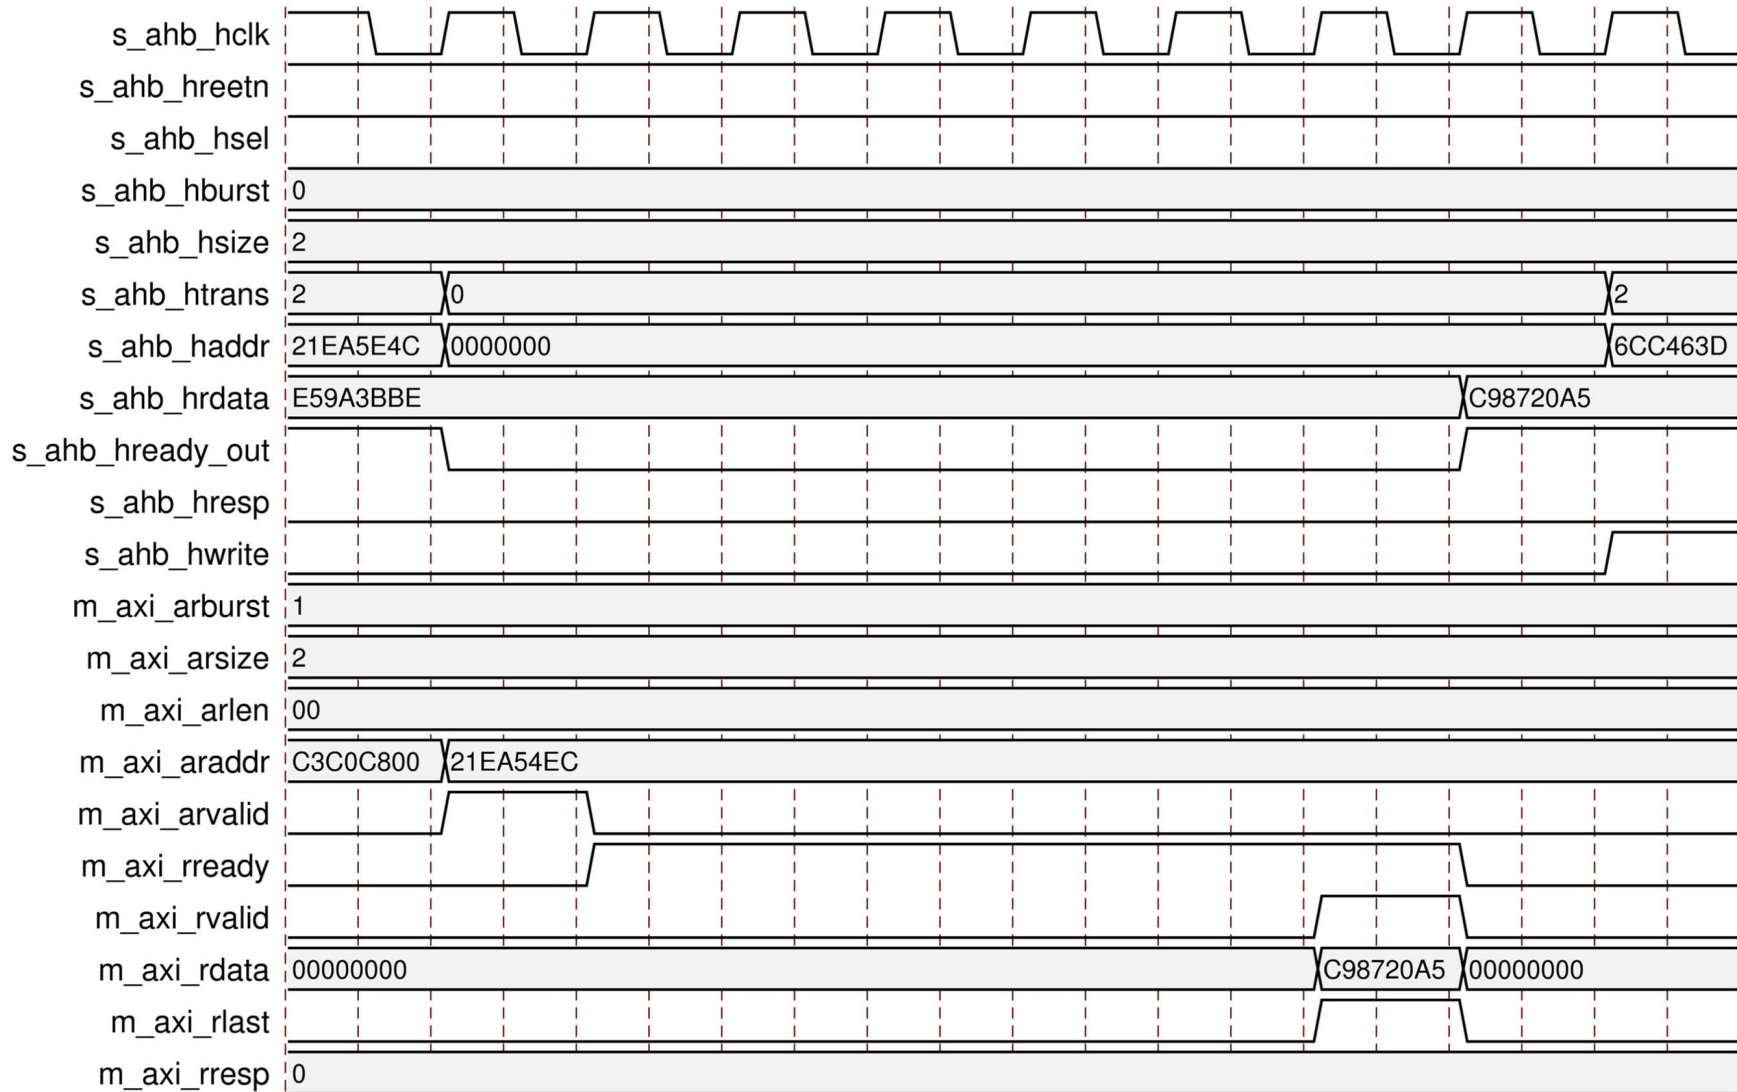 s_ahb_hclk
s_ahb_hreetn
s_ahb_hsel
s_ahb_hburst 0
s_ahb_hsize 2
s_ahb_htrans 2 0 2
s_ahb_haddr 21EA5E4C 0000000 6CC463D
s_ahb_hrdata E59A3BBE C98720A5
s_ahb_hready_out
s_ahb_hresp
s_ahb_hwrite
m_axi_arburst 1
m_axi_arsize 2
m_axi_arlen 00
m_axi_araddr C3C0C800 21EA54EC
m_axi_arvalid
m_axi_rready
m_axi_rvalid
m_axi_rdata 00000000 C98720A5 00000000
m_axi_rlast
m_axi_rresp 0